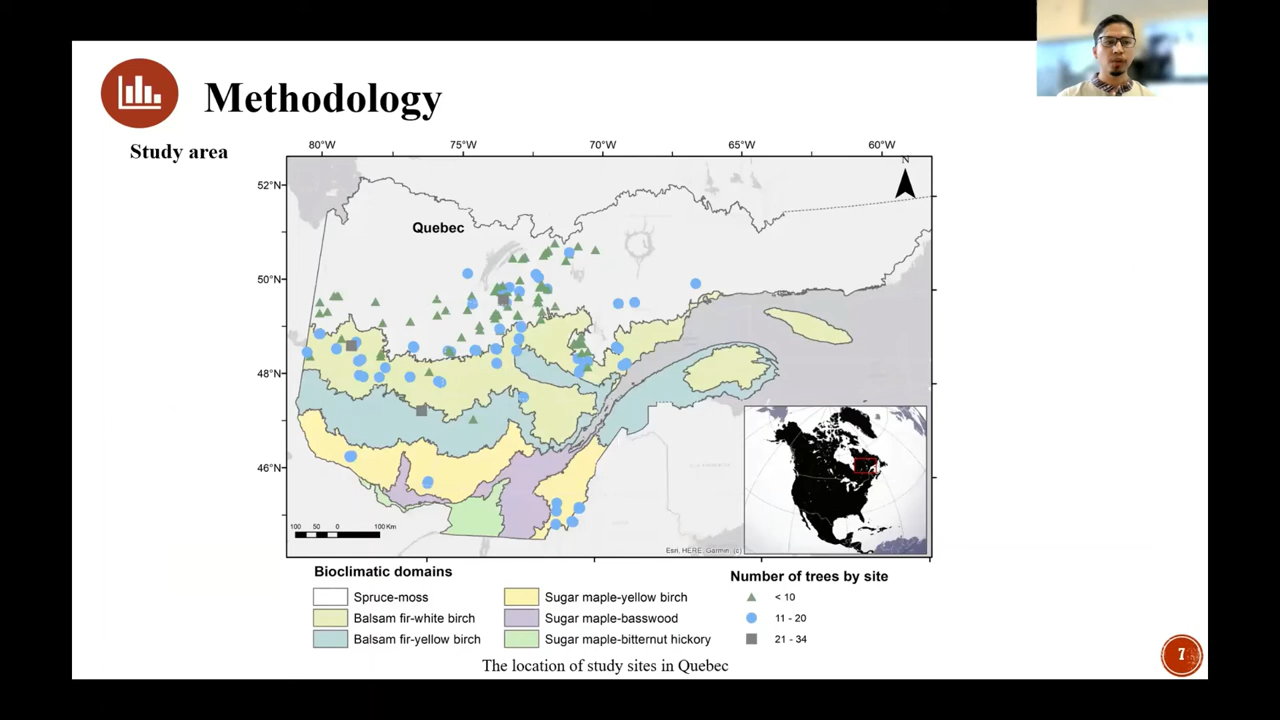 Methodology
Study area
80°W 75°W 70°W 65°W 60°W
N
52°N
Quebec
50°N
48°N
46°N
100 50 0 100 Km
Esri, HERE, Garmin, (c)
Bioclimatic domains
Spruce-moss
Balsam fir-white birch
Balsam fir-yellow birch
Sugar maple-yellow birch
Sugar maple-basswood
Sugar maple-bitternut hickory
Number of trees by site
< 10
11 - 20
21 - 34
The location of study sites in Quebec
7